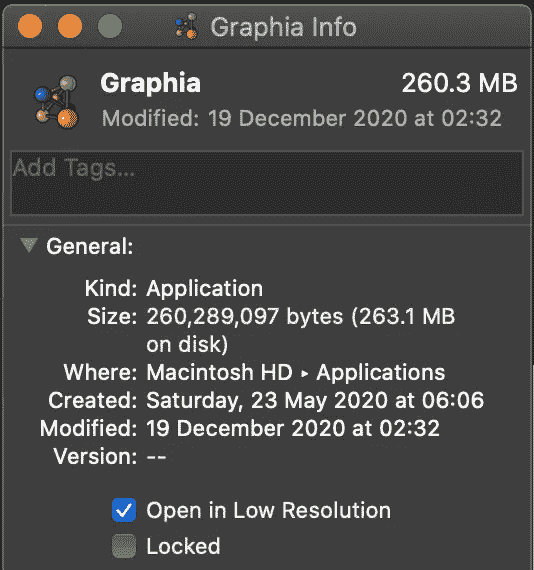 Graphia Info
Graphia 260.3 MB
Modified: 19 December 2020 at 02:32
Add Tags...
General:
Kind: Application
Size: 260,289,097 bytes (263.1 MB
on disk)
Where: Macintosh HD ▸ Applications
Created: Saturday, 23 May 2020 at 06:06
Modified: 19 December 2020 at 02:32
Version: --
Open in Low Resolution
Locked